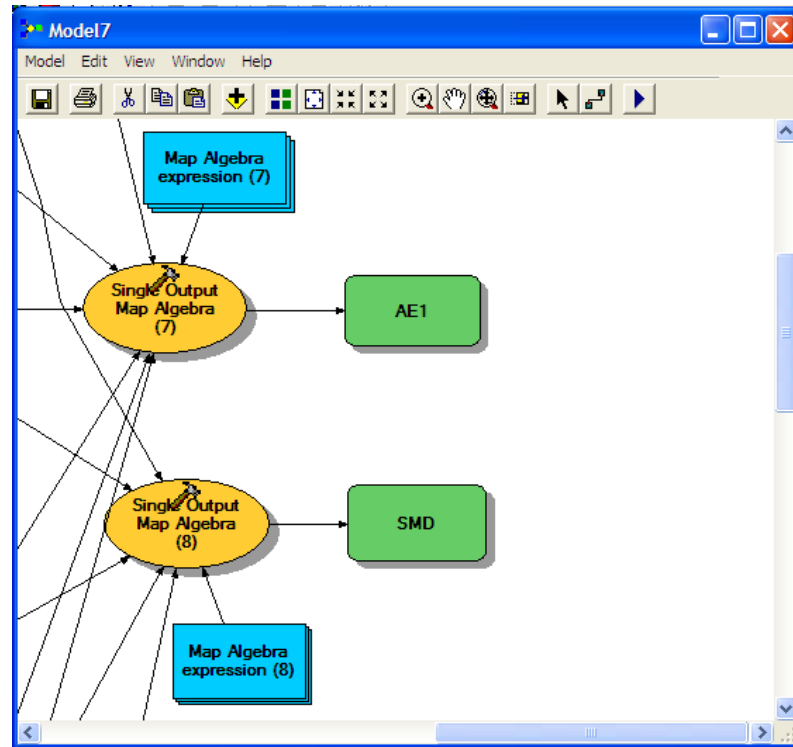 Model7
Model Edit View Window Help
Map Algebra
expression (7)
Single Output
Map Algebra
(7)
AE1
Single Output
Map Algebra
(8)
SMD
Map Algebra
expression (8)